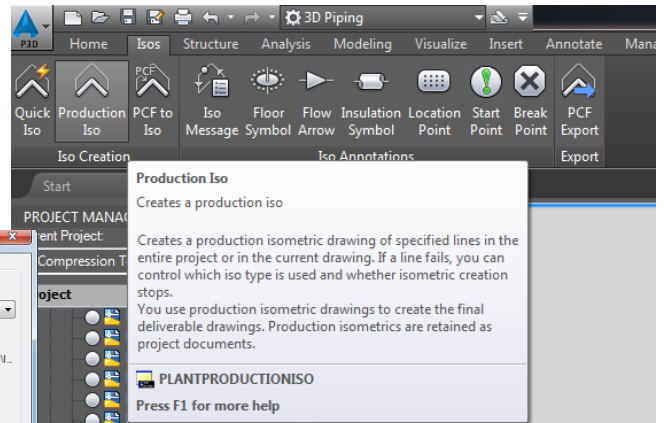 3D Piping
P3D
Home Isos Structure Analysis Modeling Visualize Insert Annotate Mana
PCF
Quick Iso
Production Iso
PCF to Iso
Iso Message
Floor Symbol
Flow Arrow
Insulation Symbol
Location Point
Start Point
Break Point
PCF Export
Iso Creation Iso Annotations Export
Start
Production Iso
Creates a production iso
Creates a production isometric drawing of specified lines in the
entire project or in the current drawing. If a line fails, you can
control which iso type is used and whether isometric creation
stops.
You use production isometric drawings to create the final
deliverable drawings. Production isometrics are retained as
project documents.
PLANTPRODUCTIONISO
Press F1 for more help
PROJECT MANA
ent Project:
Compression T
oject